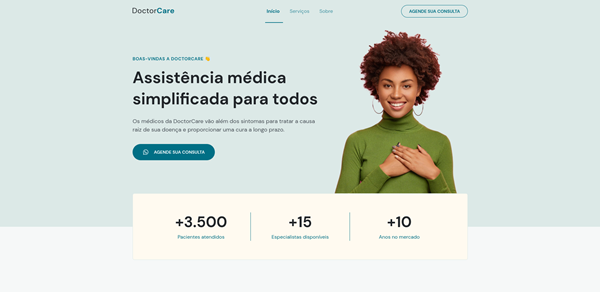 DoctorCare
Início Serviços Sobre
AGENDE SUA CONSULTA
BOAS-VINDAS A DOCTORCARE 👋
Assistência médica
simplificada para todos
Os médicos da DoctorCare vão além dos sintomas para tratar a causa
raiz de sua doença e proporcionar uma cura a longo prazo.
AGENDE SUA CONSULTA
+3.500
Pacientes atendidos
+15
Especialistas disponíveis
+10
Anos no mercado